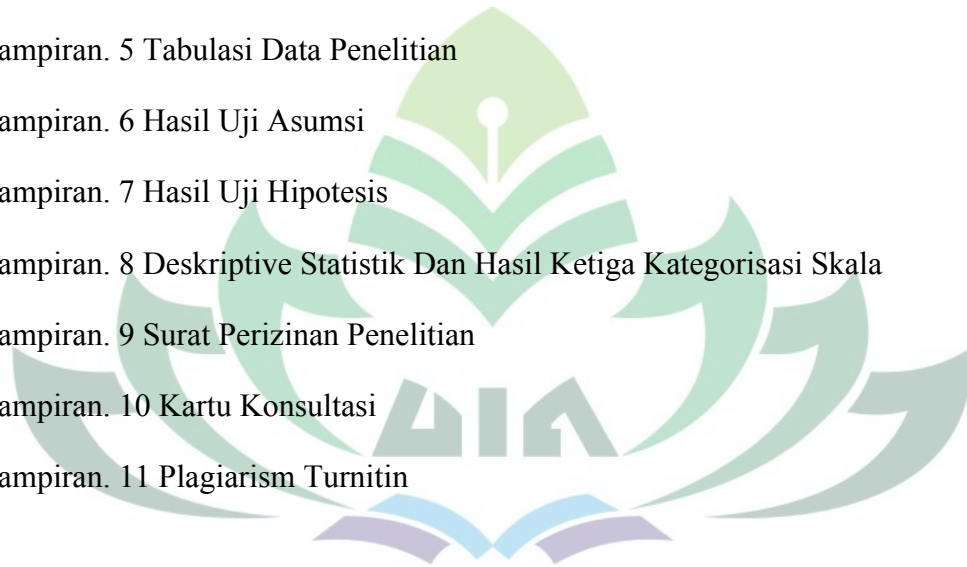 ampiran. 5 Tabulasi Data Penelitian
ampiran. 6 Hasil Uji Asumsi
ampiran. 7 Hasil Uji Hipotesis
ampiran. 8 Deskriptive Statistik Dan Hasil Ketiga Kategorisasi Skala
ampiran. 9 Surat Perizinan Penelitian
ampiran. 10 Kartu Konsultasi
ampiran. 11 Plagiarism Turnitin
UIN